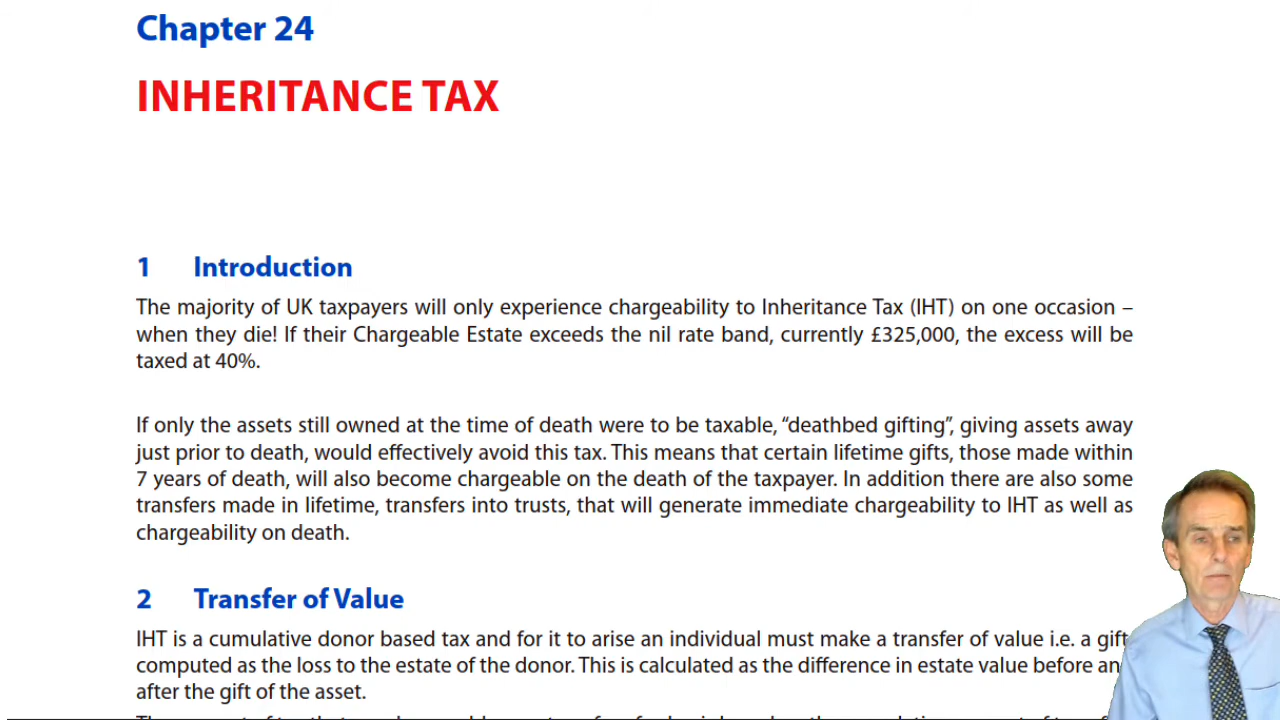 Chapter 24
INHERITANCE TAX
1 Introduction
The majority of UK taxpayers will only experience chargeability to Inheritance Tax (IHT) on one occasion –
when they die! If their Chargeable Estate exceeds the nil rate band, currently £325,000, the excess will be
taxed at 40%.
If only the assets still owned at the time of death were to be taxable, “deathbed gifting”, giving assets away
just prior to death, would effectively avoid this tax. This means that certain lifetime gifts, those made within
7 years of death, will also become chargeable on the death of the taxpayer. In addition there are also some
transfers made in lifetime, transfers into trusts, that will generate immediate chargeability to IHT as well as
chargeability on death.
2 Transfer of Value
IHT is a cumulative donor based tax and for it to arise an individual must make a transfer of value i.e. a gift
computed as the loss to the estate of the donor. This is calculated as the difference in estate value before an
after the gift of the asset.